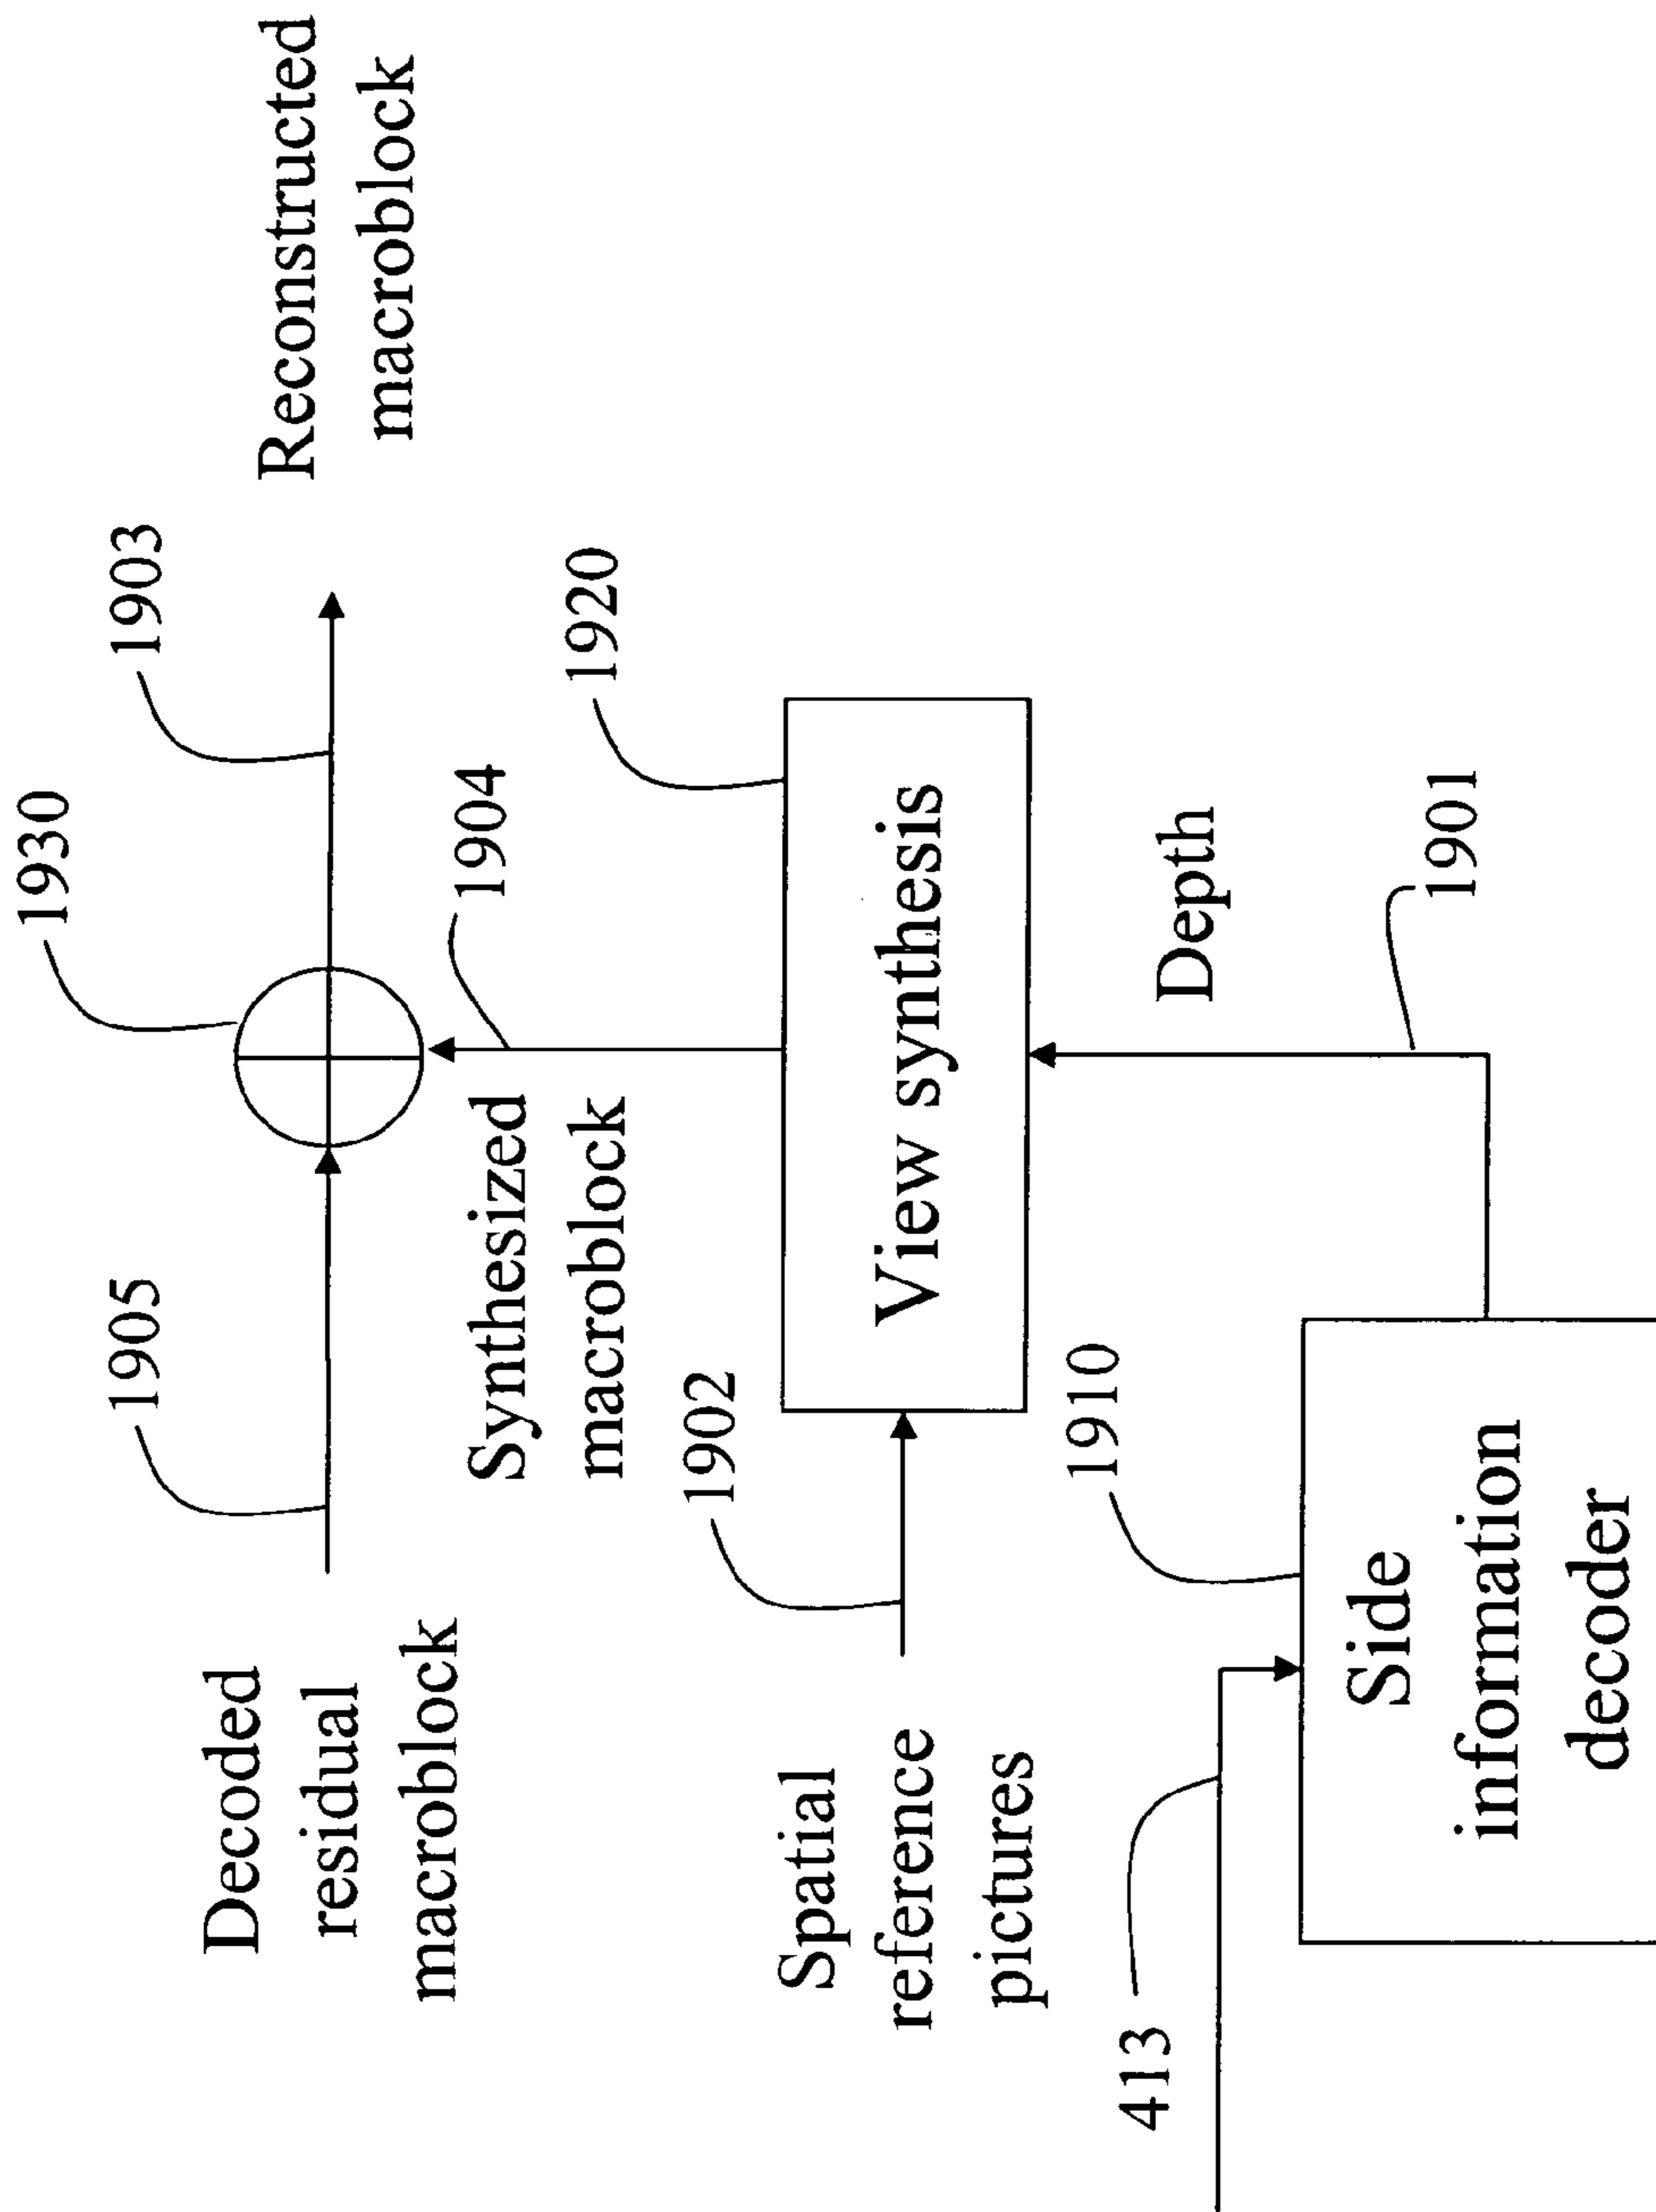 1930
1905
1903
Decoded
residual
macroblock
Reconstructed
macroblock
Synthesized
macroblock
1904
1920
1902
Spatial
reference
pictures
View synthesis
1910
Depth
413
1901
Side
information
decoder